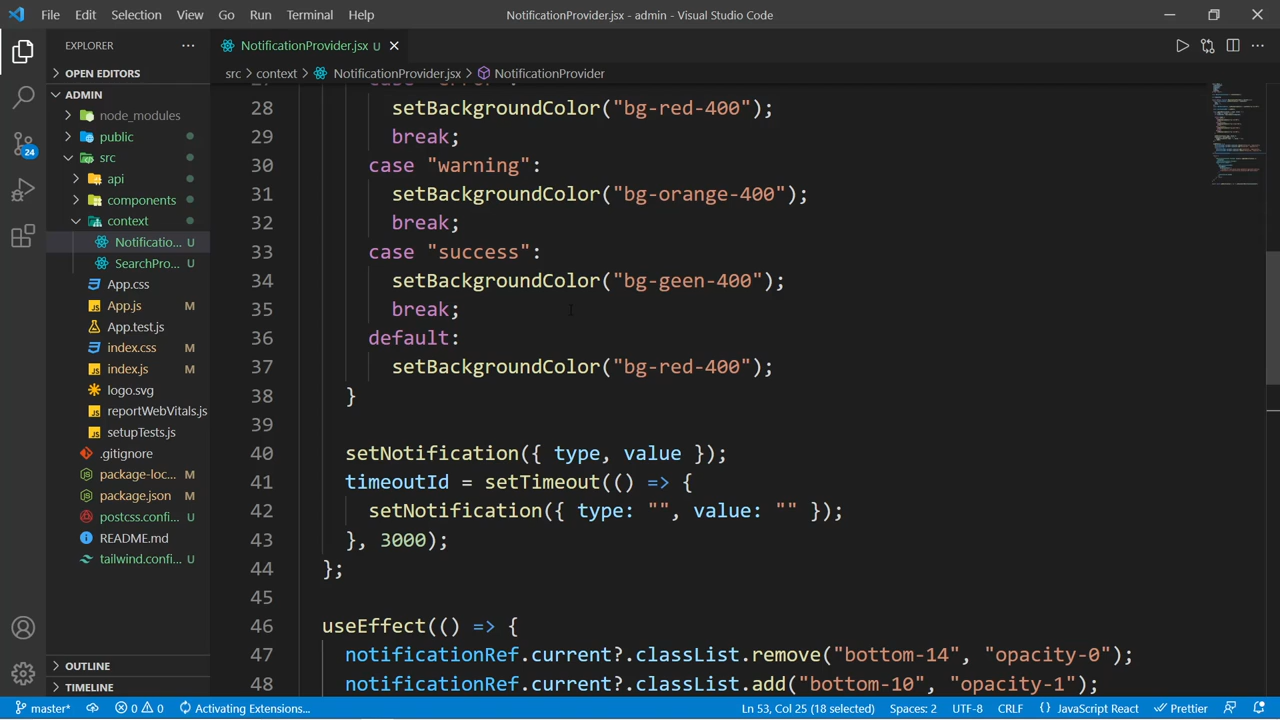 File Edit Selection View Go Run Terminal Help NotificationProvider.jsx - admin - Visual Studio Code
EXPLORER
NotificationProvider.jsx U
OPEN EDITORS
src > context > NotificationProvider.jsx > NotificationProvider
ADMIN
node_modules
public
src
api
components
context
Notificatio... U
SearchPro... U
App.css
App.js M
App.test.js
index.css M
index.js M
logo.svg
reportWebVitals.js
setupTests.js
.gitignore
package-loc... M
package.json M
postcss.confi... U
README.md
tailwind.confi... U
OUTLINE
TIMELINE
24
28 setBackgroundColor("bg-red-400");
29 break;
30 case "warning":
31 setBackgroundColor("bg-orange-400");
32 break;
33 case "success":
34 setBackgroundColor("bg-geen-400");
35 break;
36 default:
37 setBackgroundColor("bg-red-400");
38 }
39
40 setNotification({ type, value });
41 timeoutId = setTimeout(() => {
42 setNotification({ type: "", value: "" });
43 }, 3000);
44 };
45
46 useEffect(() => {
47 notificationRef.current?.classList.remove("bottom-14", "opacity-0");
48 notificationRef.current?.classList.add("bottom-10", "opacity-1");
master* 0 0 Activating Extensions... Ln 53, Col 25 (18 selected) Spaces: 2 UTF-8 CRLF { } JavaScript React Prettier